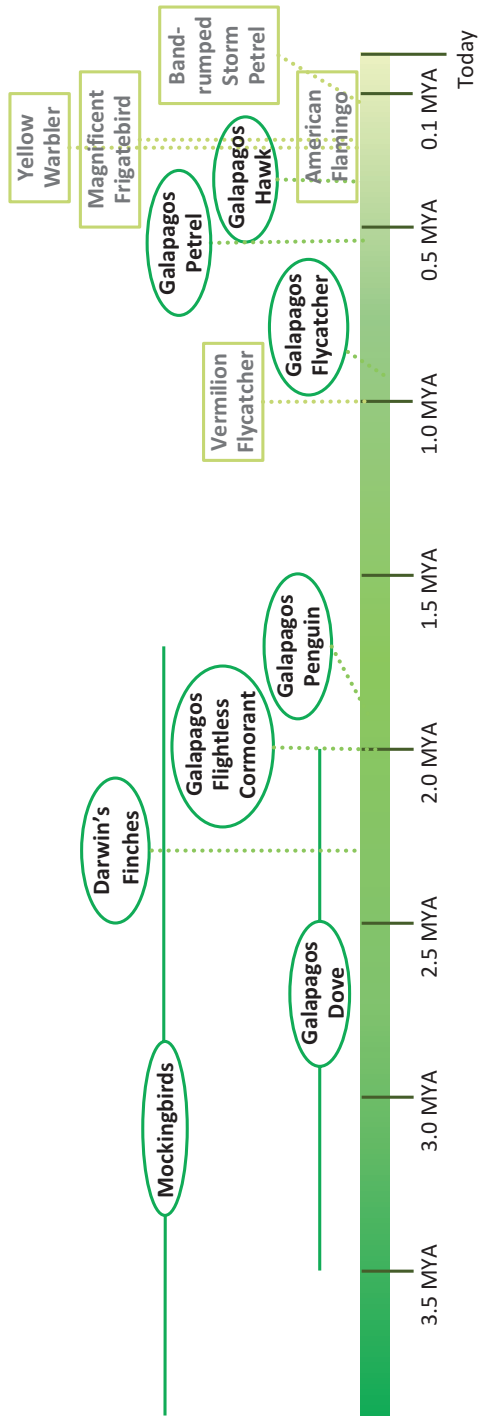 Yellow
Warbler
Magnificent
Frigatebird
Band-
rumped
Storm
Petrel
Galapagos
Petrel
Galapagos
Hawk
American
Flamingo
Vermilion
Flycatcher
Galapagos
Flycatcher
Darwin's
Finches
Mockingbirds
Galapagos
Flightless
Cormorant
Galapagos
Penguin
Galapagos
Dove
3.5 MYA
3.0 MYA
2.5 MYA
2.0 MYA
1.5 MYA
1.0 MYA
0.5 MYA
0.1 MYA
Today